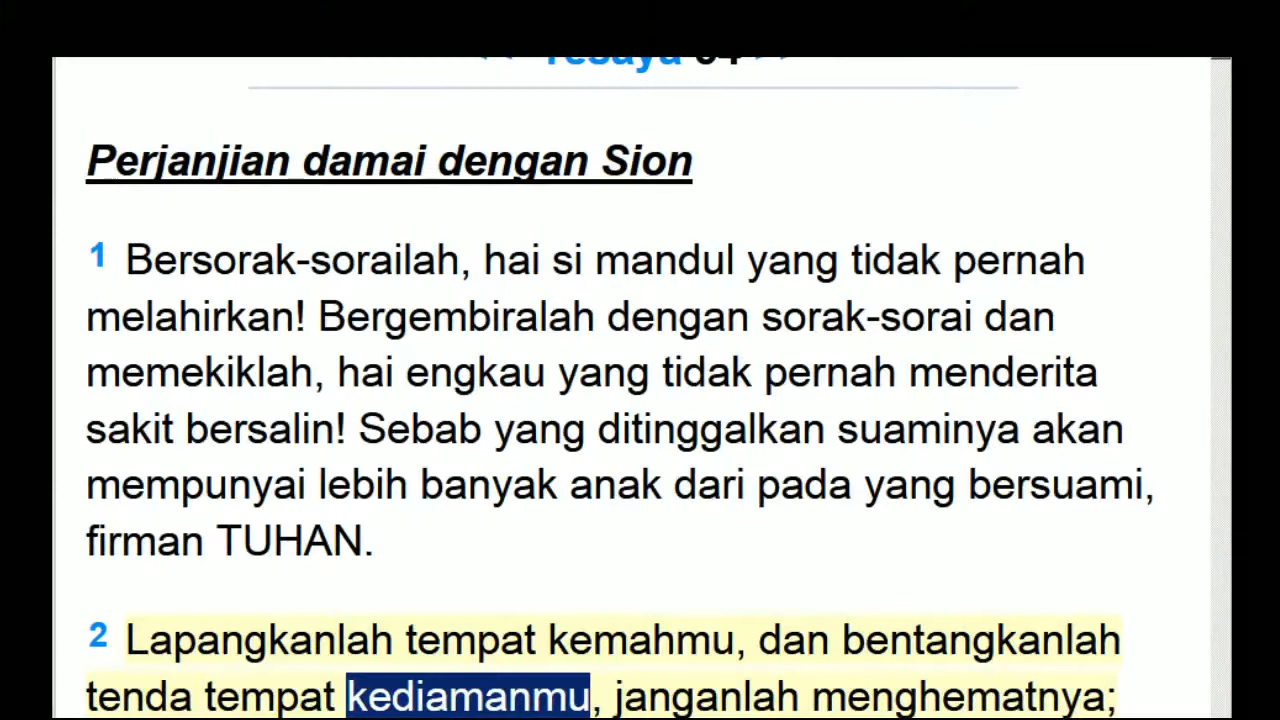 << Yesaya 54 >>
Perjanjian damai dengan Sion
1 Bersorak-sorailah, hai si mandul yang tidak pernah
melahirkan! Bergembiralah dengan sorak-sorai dan
memekiklah, hai engkau yang tidak pernah menderita
sakit bersalin! Sebab yang ditinggalkan suaminya akan
mempunyai lebih banyak anak dari pada yang bersuami,
firman TUHAN.
2 Lapangkanlah tempat kemahmu, dan bentangkanlah
tenda tempat kediamanmu, janganlah menghematnya;